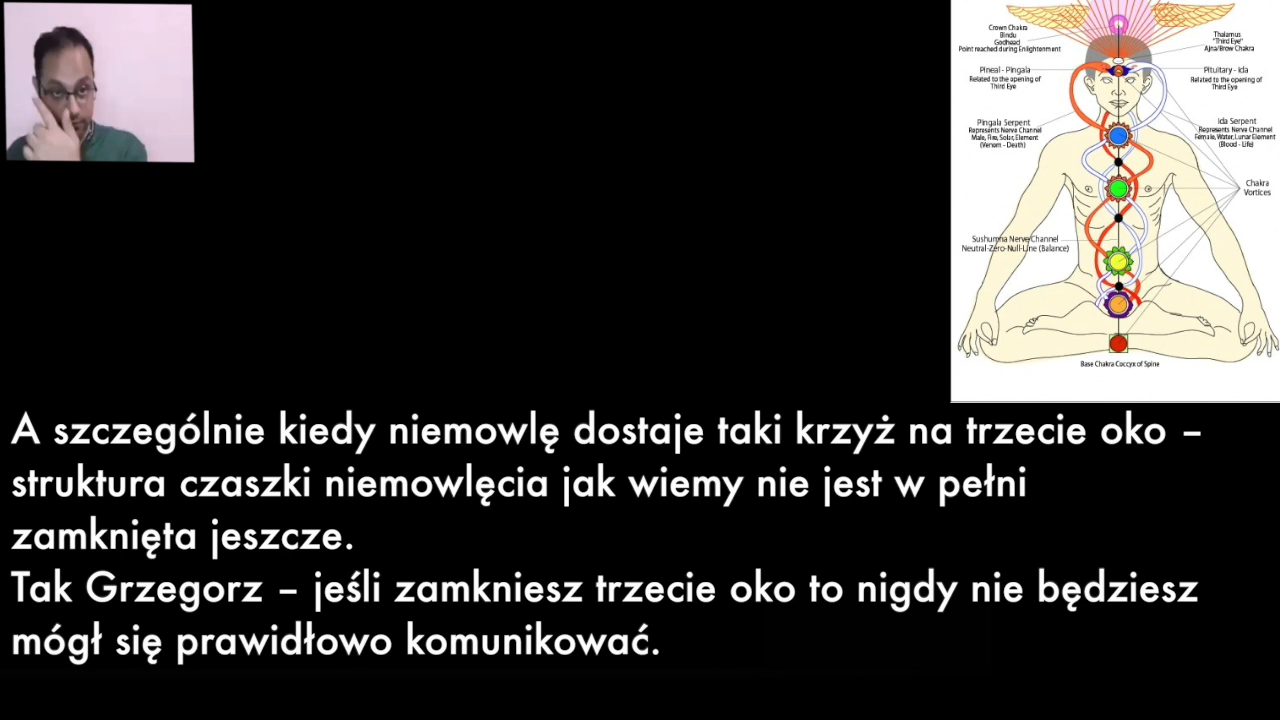 Crown Chakra
Bindu
Godhead
Point reached during Enlightenment
Thalamus
"Third Eye"
Ajna/Brow Chakra
Pineal - Pingala
Related to the opening of
Third Eye
Pituitary - Ida
Related to the opening of
Third Eye
Pingala Serpent
Represents Nerve Channel
Male, Fire, Solar, Element
(Venom - Death)
Ida Serpent
Represents Nerve Channel
Female, Water, Lunar Element
(Blood - Life)
Chakra
Vortices
Sushumna Nerve Channel
Neutral-Zero-Null-Line (Balance)
Base Chakra Coccyx of Spine
A szczególnie kiedy niemowlę dostaje taki krzyż na trzecie oko –
struktura czaszki niemowlęcia jak wiemy nie jest w pełni
zamknięta jeszcze.
Tak Grzegorz – jeśli zamkniesz trzecie oko to nigdy nie będziesz
mógł się prawidłowo komunikować.